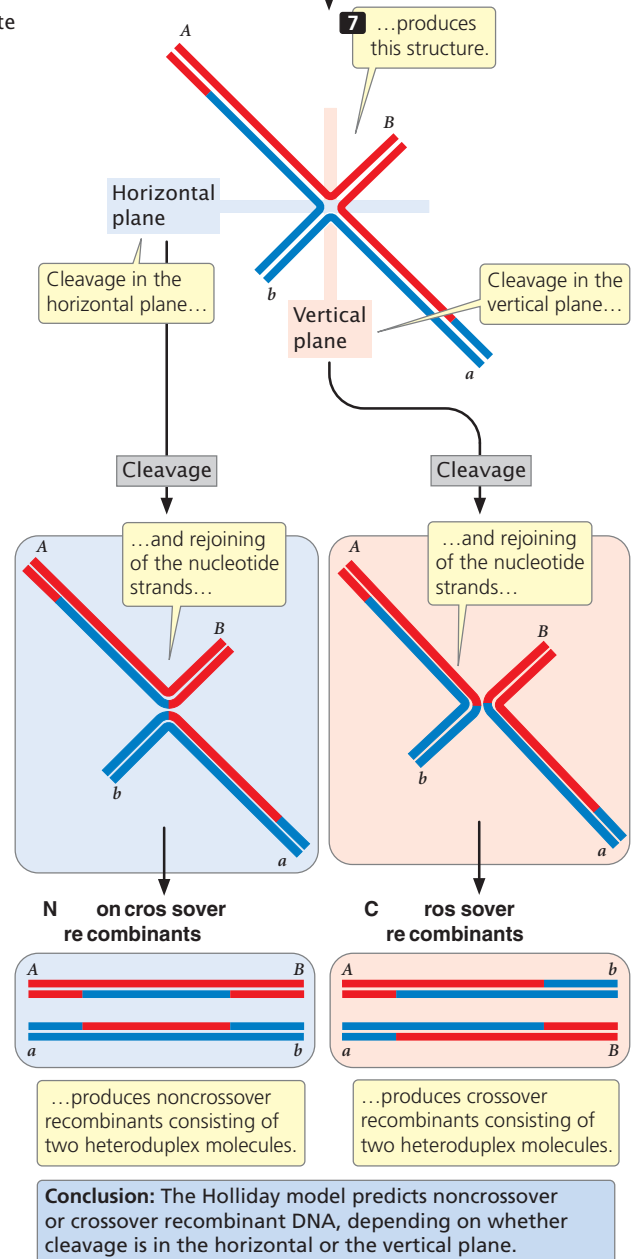 te
7 …produces
this structure.
A
B
Horizontal
plane
Cleavage in the
horizontal plane…
b
Vertical
plane
Cleavage in the
vertical plane…
a
Cleavage
Cleavage
A
…and rejoining
of the nucleotide
strands…
B
b
a
A
…and rejoining
of the nucleotide
strands…
B
b
a
N on cros sover
re combinants
C ros sover
re combinants
A B
a b
A b
a B
…produces noncrossover
recombinants consisting of
two heteroduplex molecules.
…produces crossover
recombinants consisting of
two heteroduplex molecules.
Conclusion: The Holliday model predicts noncrossover
or crossover recombinant DNA, depending on whether
cleavage is in the horizontal or the vertical plane.